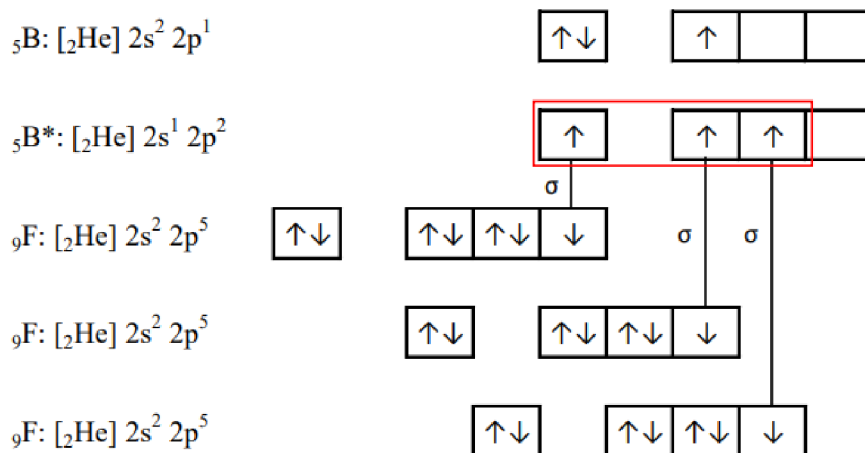 ₅B: [₂He] 2s² 2p¹ ↑↓ ↑
₅B*: [₂He] 2s¹ 2p² ↑ ↑ ↑
σ
₉F: [₂He] 2s² 2p⁵ ↑↓ ↑↓ ↑↓ ↓
σ σ
₉F: [₂He] 2s² 2p⁵ ↑↓ ↑↓ ↑↓ ↓
₉F: [₂He] 2s² 2p⁵ ↑↓ ↑↓ ↑↓ ↓